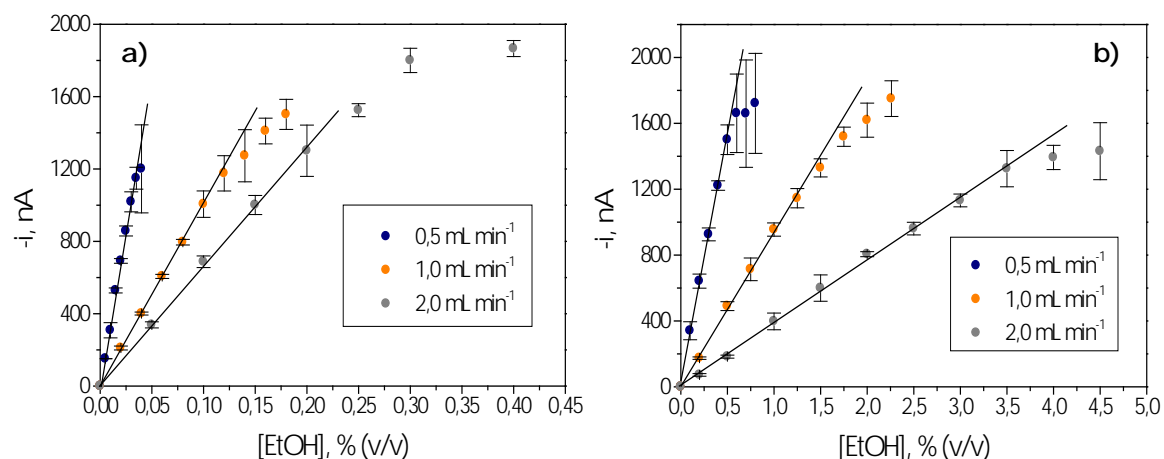 a)
2000
1600
1200
800
400
0
-i, nA
0,5 mL min⁻¹
1,0 mL min⁻¹
2,0 mL min⁻¹
0,00 0,05 0,10 0,15 0,20 0,25 0,30 0,35 0,40 0,45
[EtOH], % (v/v)
b)
2000
1600
1200
800
400
0
-i, nA
0,5 mL min⁻¹
1,0 mL min⁻¹
2,0 mL min⁻¹
0,0 0,5 1,0 1,5 2,0 2,5 3,0 3,5 4,0 4,5 5,0
[EtOH], % (v/v)